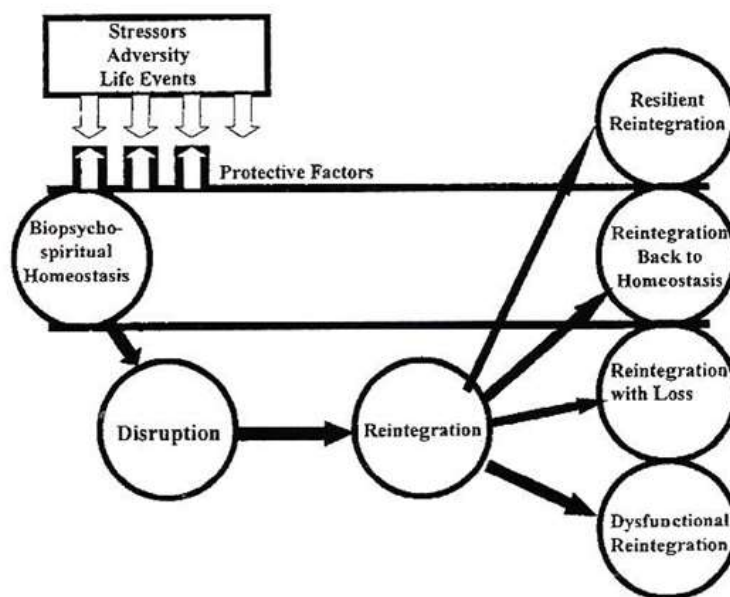 Stressors
Adversity
Life Events
Protective Factors
Biopsycho-
spiritual
Homeostasis
Disruption
Reintegration
Resilient
Reintegration
Reintegration
Back to
Homeostasis
Reintegration
with Loss
Dysfunctional
Reintegration